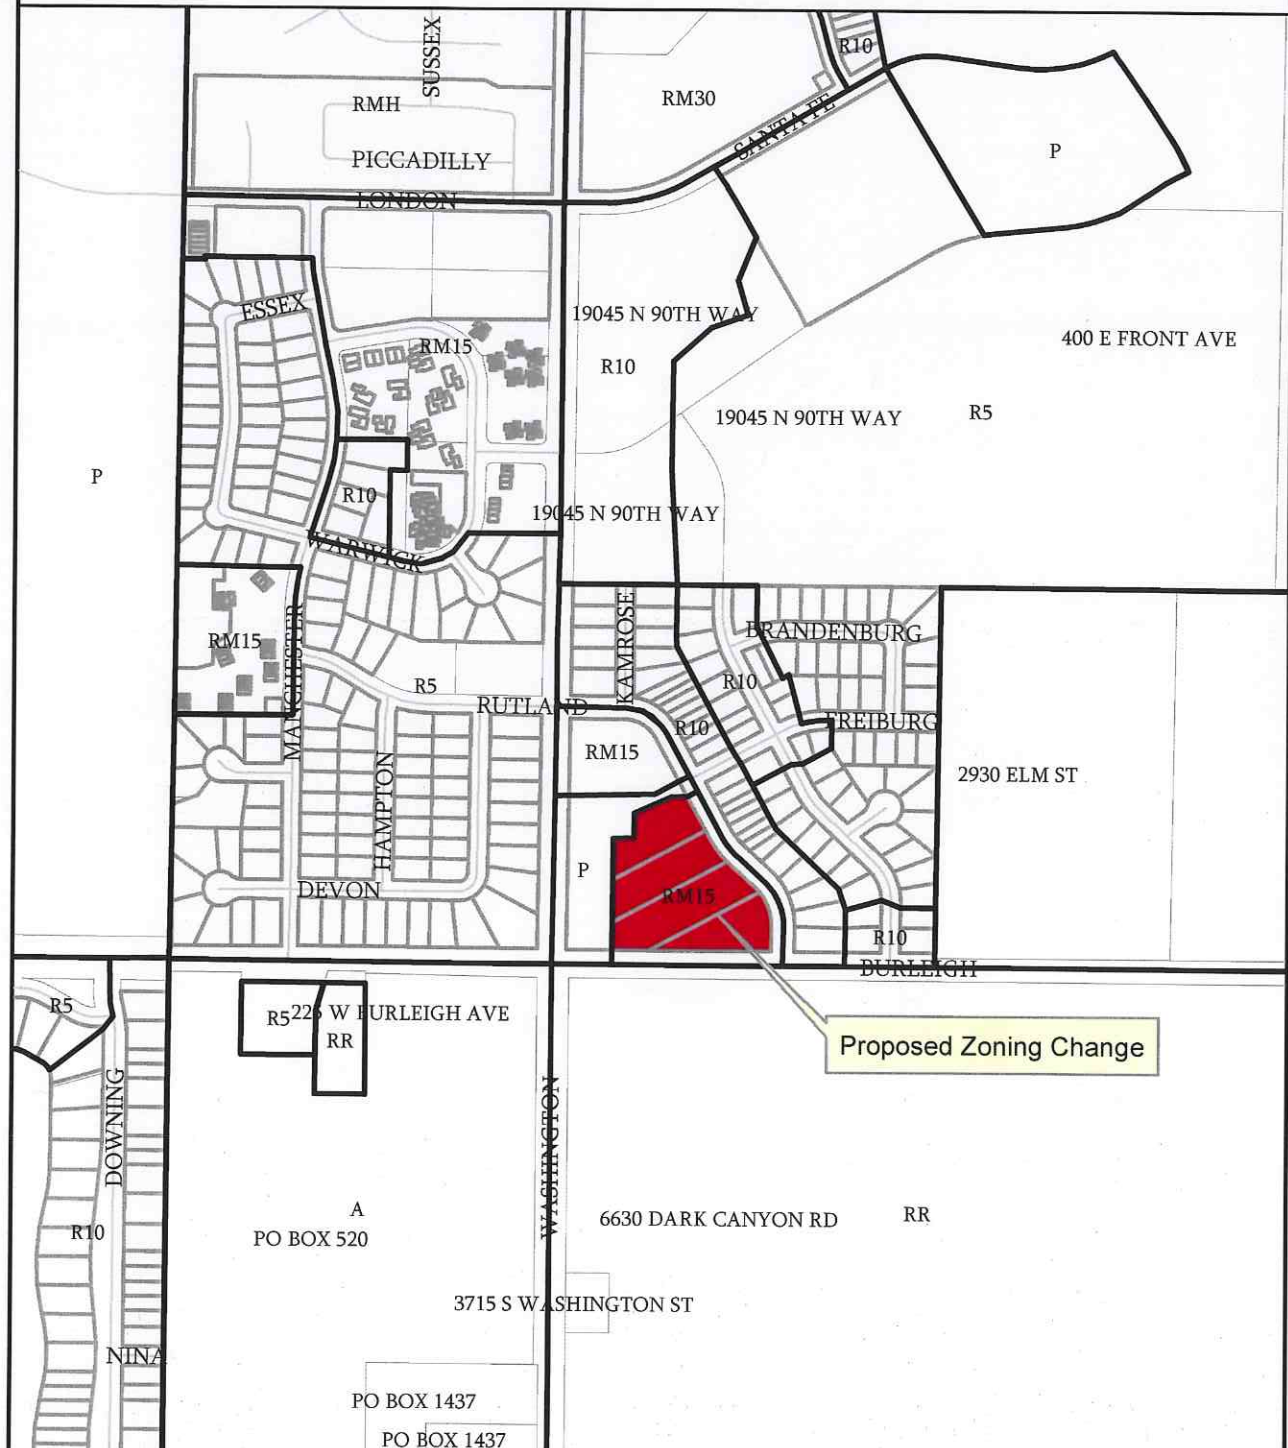 SUSSEX
R10
RMH
RM30
SANTA FE
P
PICCADILLY
LONDON
ESSEX
19045 N 90TH WAY
400 E FRONT AVE
RM15
R10
19045 N 90TH WAY
R5
P
R10
19045 N 90TH WAY
WARWICK
KAMROSE
BRANDENBURG
RM15
MANCHESTER
R5
R10
RUTLAND
FREIBURG
R10
RM15
2930 ELM ST
HAMPTON
P
DEVON
RM15
R10
BURLEIGH
R5
R5
RR
Proposed Zoning Change
DOWNING
WASHINGTON
A
6630 DARK CANYON RD
RR
R10
PO BOX 520
3715 S WASHINGTON ST
NINA
PO BOX 1437
PO BOX 1437